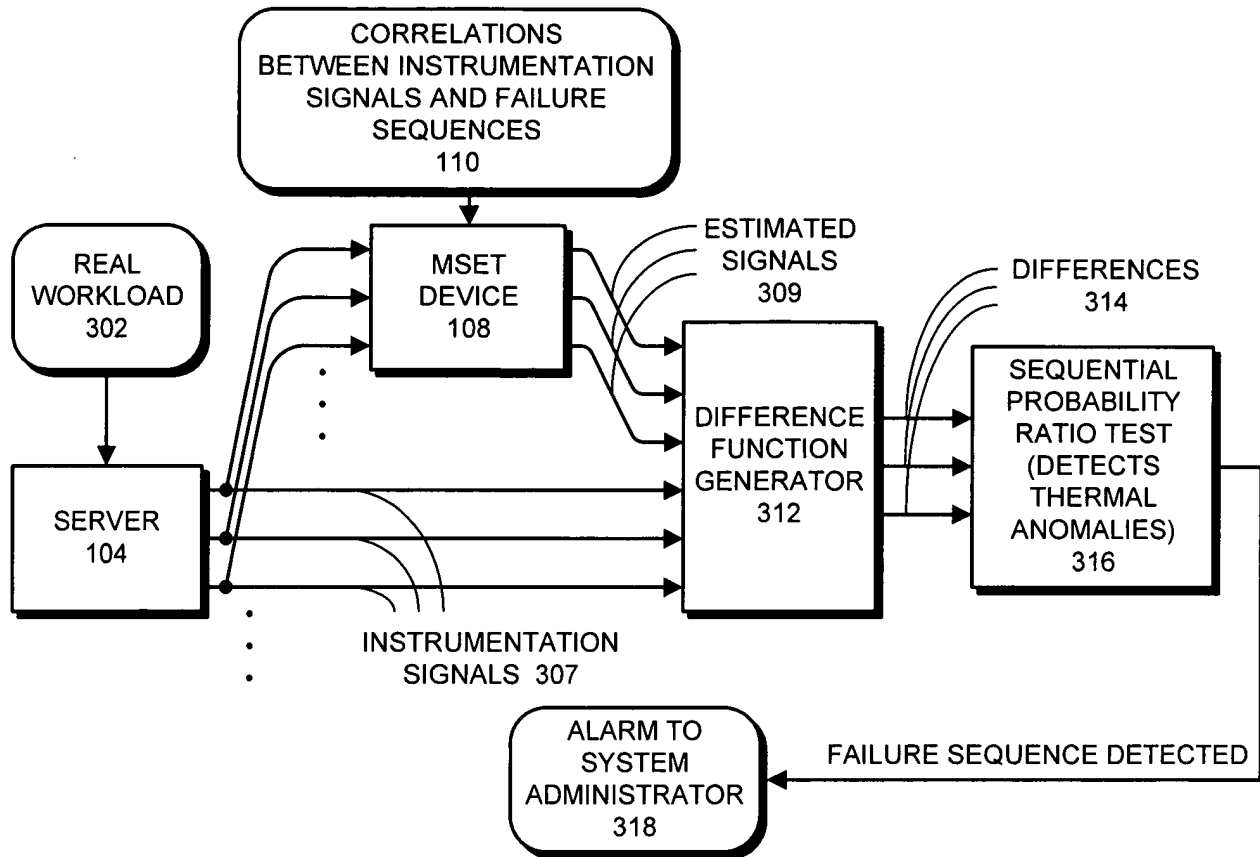 CORRELATIONS
BETWEEN INSTRUMENTATION
SIGNALS AND FAILURE
SEQUENCES
110
REAL
WORKLOAD
302
MSET
DEVICE
108
ESTIMATED
SIGNALS
309
DIFFERENCES
314
SERVER
104
DIFFERENCE
FUNCTION
GENERATOR
312
SEQUENTIAL
PROBABILITY
RATIO TEST
(DETECTS
THERMAL
ANOMALIES)
316
INSTRUMENTATION
SIGNALS 307
ALARM TO
SYSTEM
ADMINISTRATOR
318
FAILURE SEQUENCE DETECTED